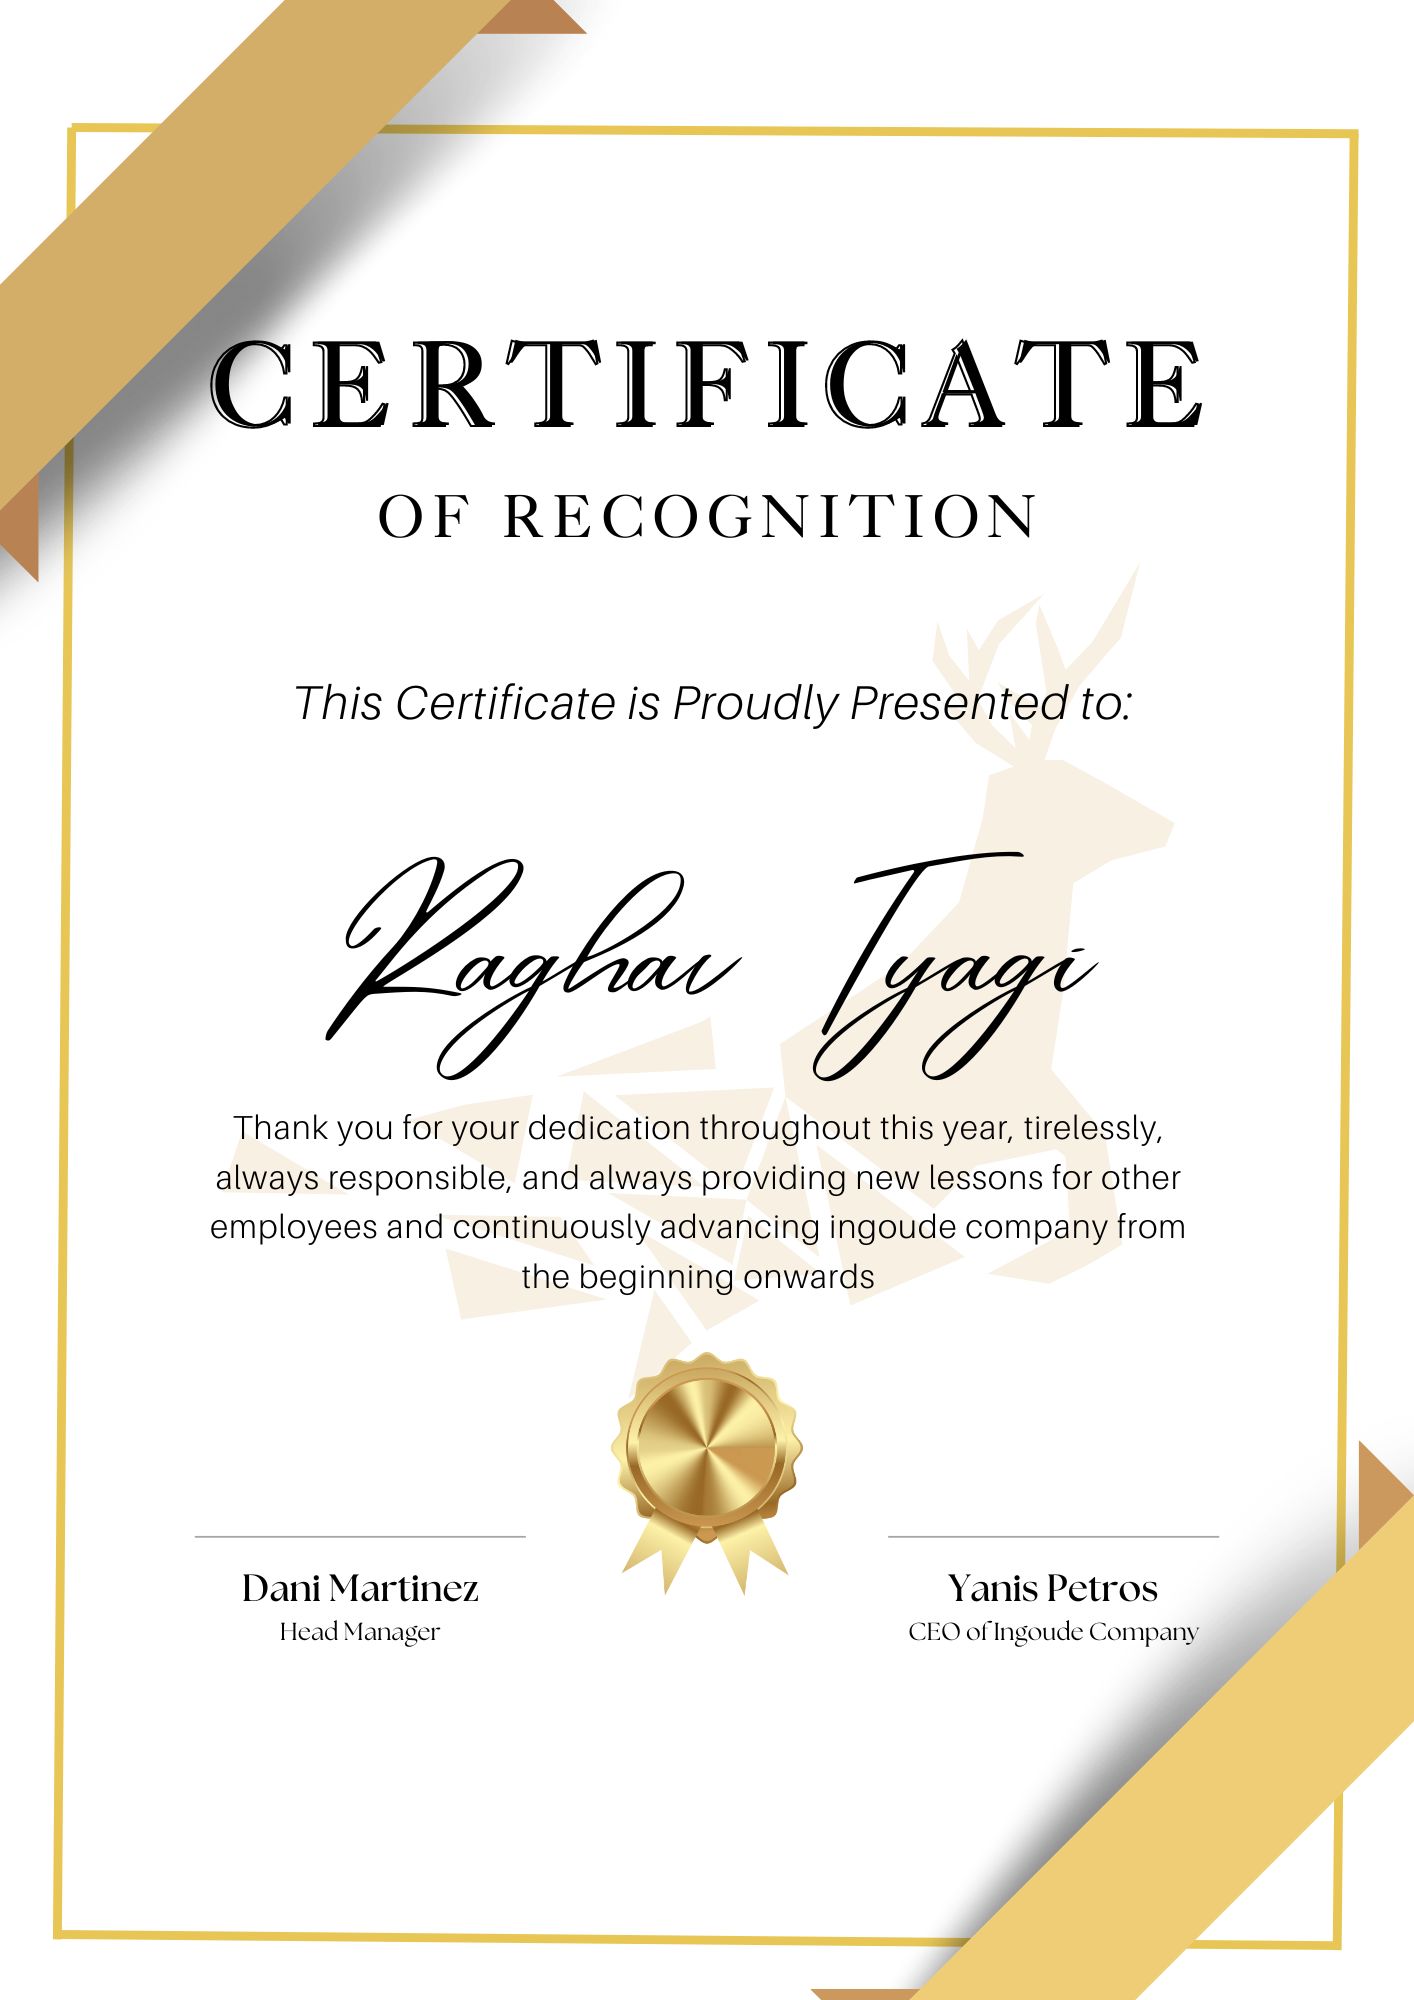 CERTIFICATE
OF RECOGNITION
This Certificate is Proudly Presented to:
Raghav Tyagi
Thank you for your dedication throughout this year, tirelessly,
always responsible, and always providing new lessons for other
employees and continuously advancing ingoude company from
the beginning onwards
Dani Martinez
Head Manager
Yanis Petros
CEO of Ingoude Company